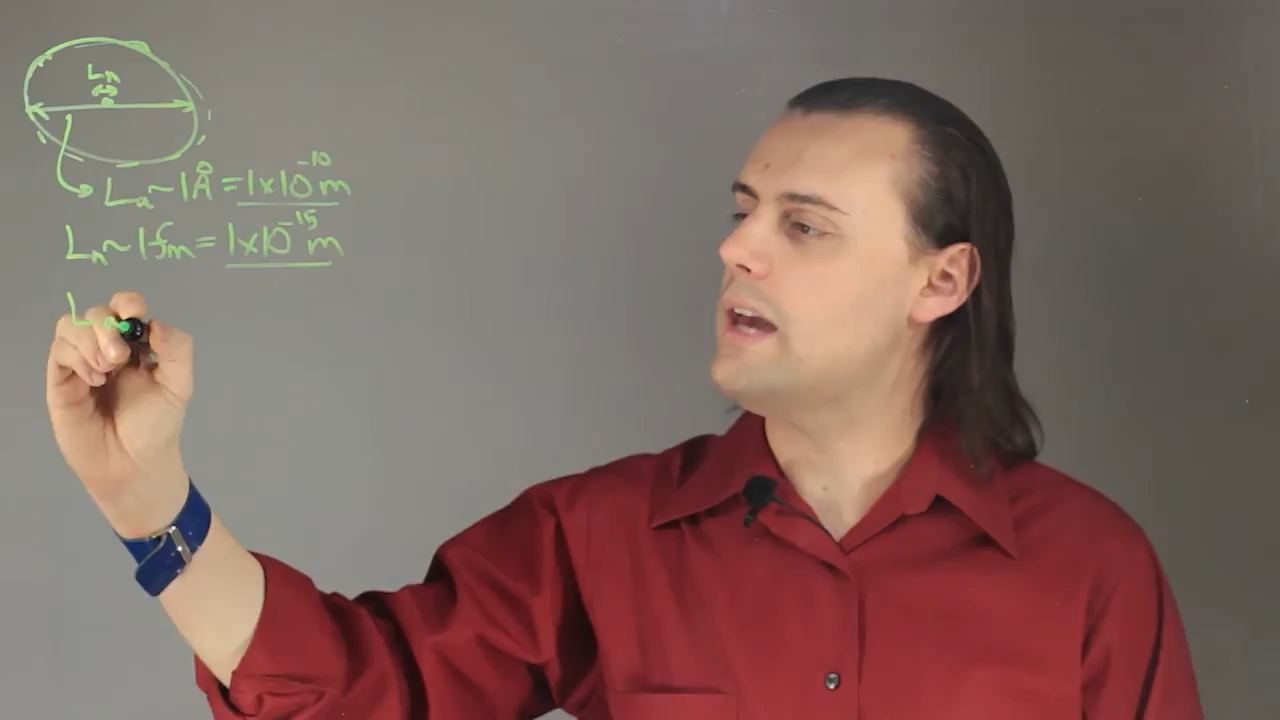 Ln
La ~ 1Å = 1x10⁻¹⁰ m
Ln ~ 1fm = 1x10⁻¹⁵ m
L